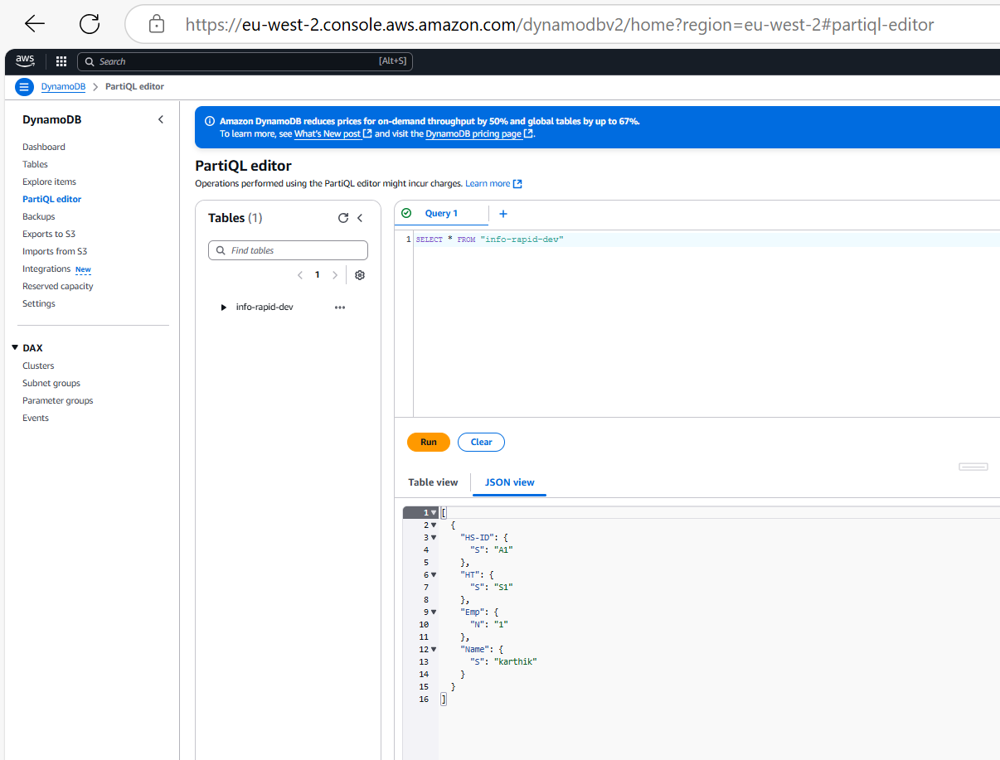 https://eu-west-2.console.aws.amazon.com/dynamodbv2/home?region=eu-west-2#partiql-editor
aws
Search
[Alt+S]
DynamoDB
PartiQL editor
DynamoDB
Dashboard
Tables
Explore items
PartiQL editor
Backups
Exports to S3
Imports from S3
Integrations New
Reserved capacity
Settings
DAX
Clusters
Subnet groups
Parameter groups
Events
Amazon DynamoDB reduces prices for on-demand throughput by 50% and global tables by up to 67%.
To learn more, see What's New post and visit the DynamoDB pricing page.
PartiQL editor
Operations performed using the PartiQL editor might incur charges. Learn more
Tables (1)
Find tables
1
info-rapid-dev
Query 1
+
1 SELECT * FROM "info-rapid-dev"
Run
Clear
Table view
JSON view
1 [
2 {
3 "HS-ID": {
4 "S": "A1"
5 },
6 "HT": {
7 "S": "S1"
8 },
9 "Emp": {
10 "N": "1"
11 },
12 "Name": {
13 "S": "karthik"
14 }
15 }
16 ]